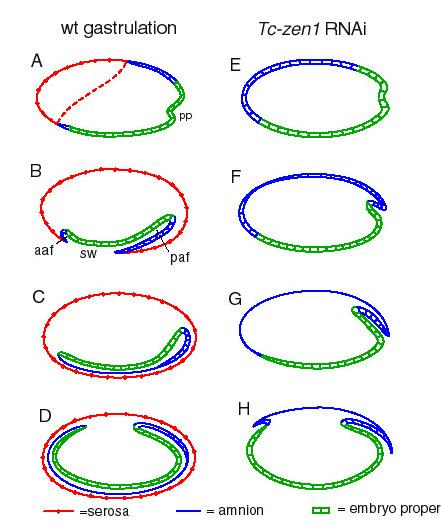 wt gastrulation
Tc-zen1 RNAi
A
E
pp
B
F
aaf
sw
paf
C
G
D
H
=serosa
= amnion
= embryo proper